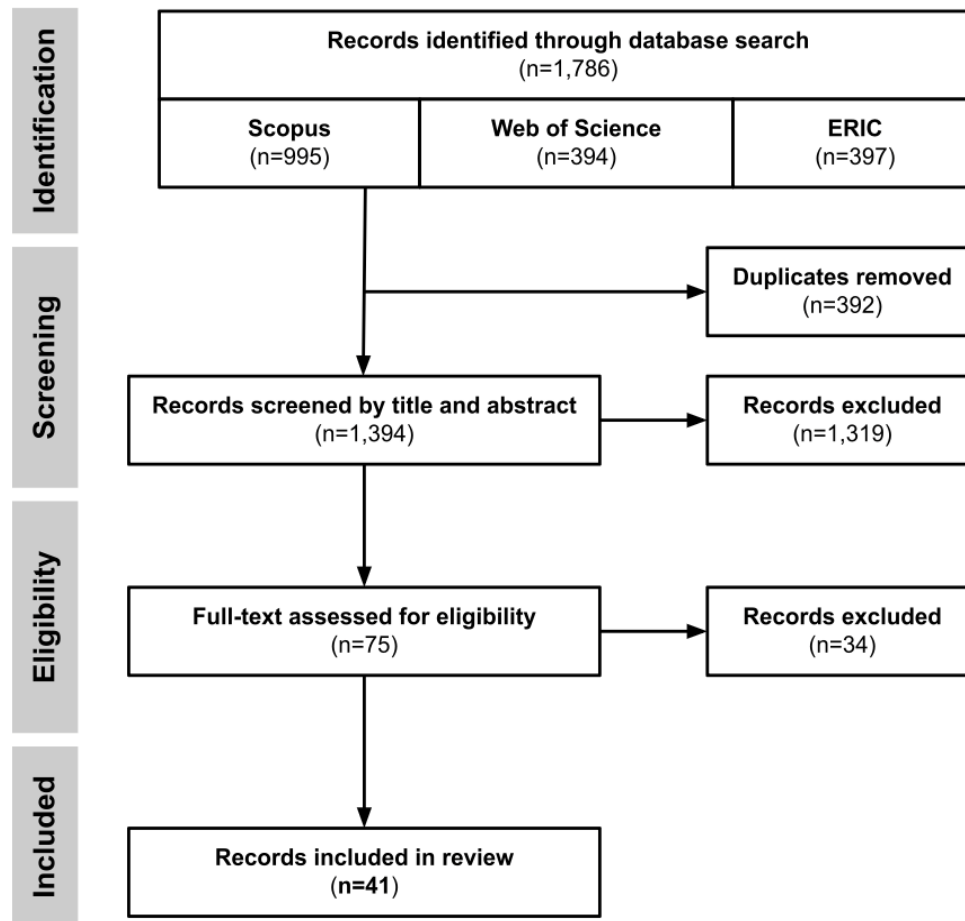 Identification
Records identified through database search
(n=1,786)
Scopus
(n=995)
Web of Science
(n=394)
ERIC
(n=397)
Screening
Duplicates removed
(n=392)
Records screened by title and abstract
(n=1,394)
Records excluded
(n=1,319)
Eligibility
Full-text assessed for eligibility
(n=75)
Records excluded
(n=34)
Included
Records included in review
(n=41)